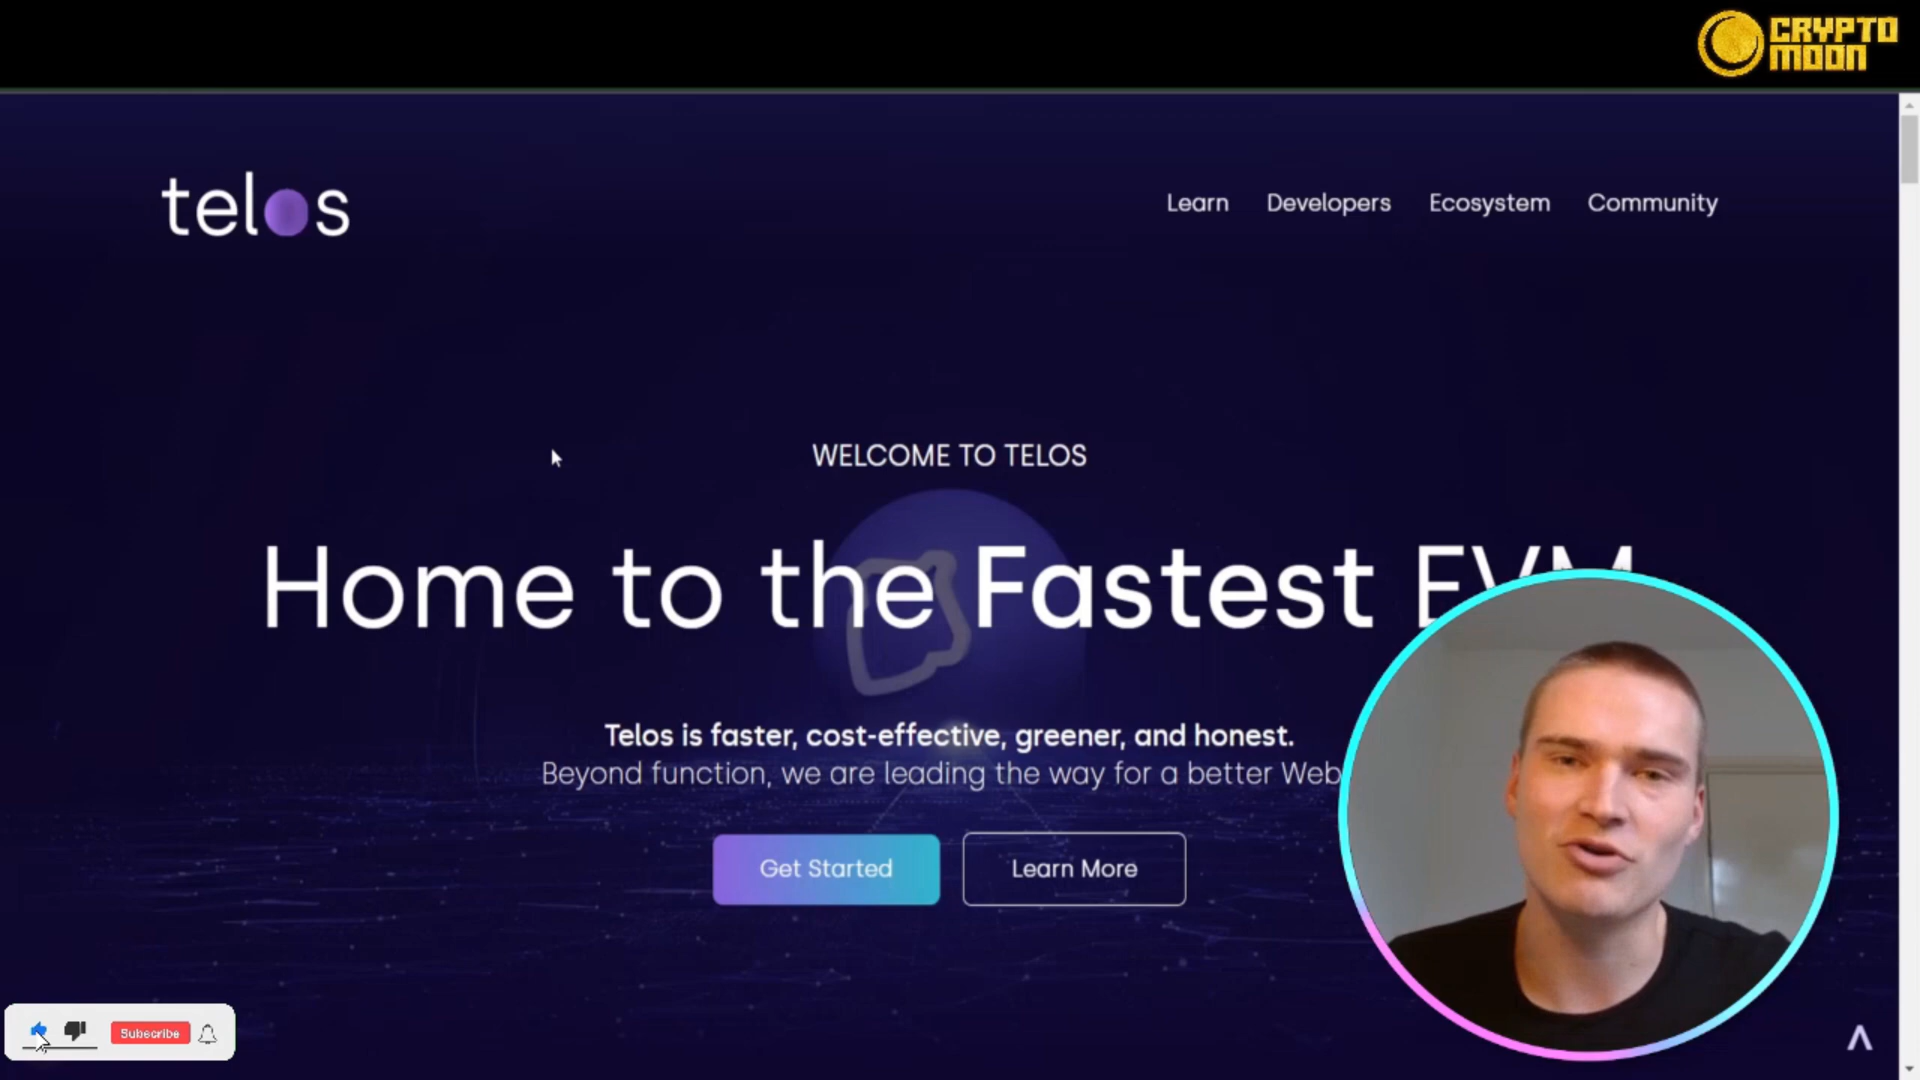 CRYPTO
MOON
telos
Learn Developers Ecosystem Community
WELCOME TO TELOS
Home to the Fastest EVM
Telos is faster, cost-effective, greener, and honest.
Beyond function, we are leading the way for a better Web
Get Started Learn More
Subscribe